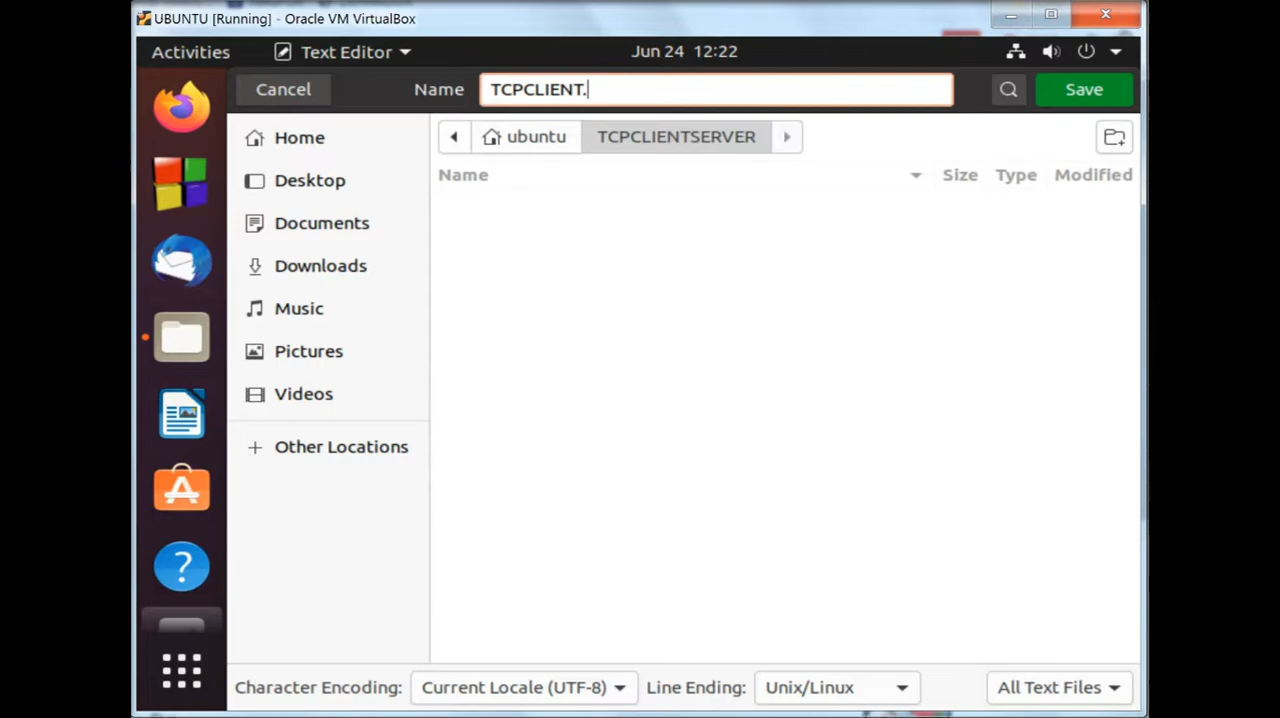 UBUNTU [Running] - Oracle VM VirtualBox
Activities Text Editor Jun 24 12:22
Cancel Name TCPCLIENT. Save
Home
Desktop
Documents
Downloads
Music
Pictures
Videos
+ Other Locations
ubuntu TCPCLIENTSERVER
Name Size Type Modified
Character Encoding: Current Locale (UTF-8) Line Ending: Unix/Linux All Text Files